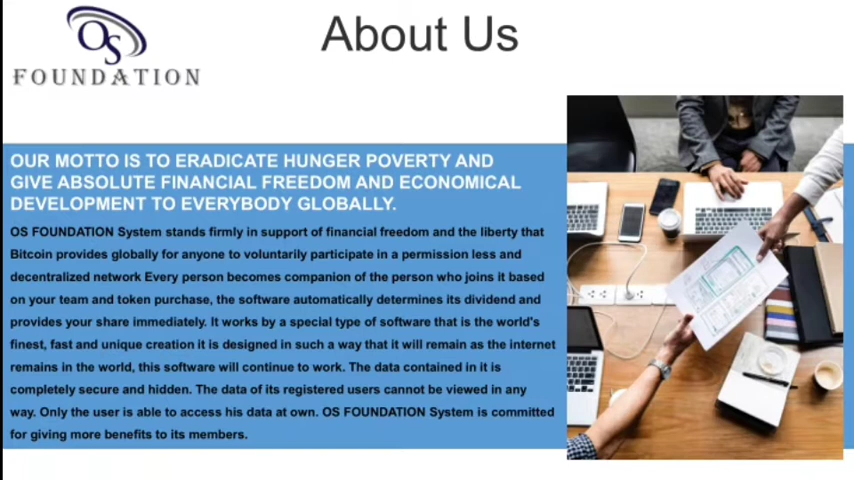 OS
FOUNDATION
About Us
OUR MOTTO IS TO ERADICATE HUNGER POVERTY AND
GIVE ABSOLUTE FINANCIAL FREEDOM AND ECONOMICAL
DEVELOPMENT TO EVERYBODY GLOBALLY.
OS FOUNDATION System stands firmly in support of financial freedom and the liberty that
Bitcoin provides globally for anyone to voluntarily participate in a permission less and
decentralized network Every person becomes companion of the person who joins it based
on your team and token purchase, the software automatically determines its dividend and
provides your share immediately. It works by a special type of software that is the world's
finest, fast and unique creation it is designed in such a way that it will remain as the internet
remains in the world, this software will continue to work. The data contained in it is
completely secure and hidden. The data of its registered users cannot be viewed in any
way. Only the user is able to access his data at own. OS FOUNDATION System is committed
for giving more benefits to its members.